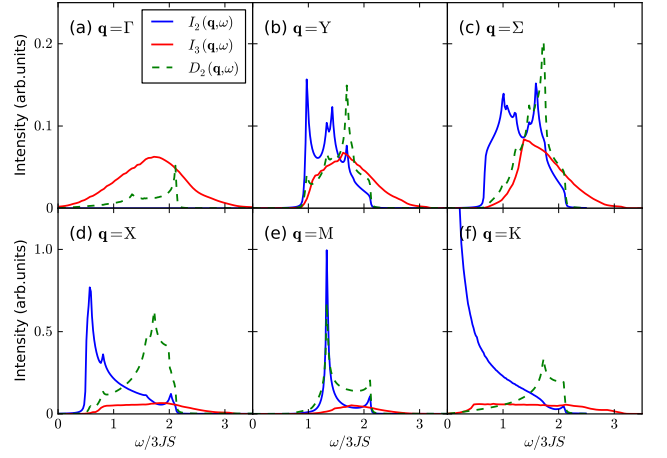 (a) q=Γ
I₂(q,ω)
I₃(q,ω)
D₂(q,ω)
(b) q=Y
(c) q=Σ
Intensity (arb.units)
0.2
0.1
0
(d) q=X
(e) q=M
(f) q=K
Intensity (arb.units)
1.0
0.5
0
0 1 2 3
0 1 2 3
0 1 2 3
ω/3JS
ω/3JS
ω/3JS